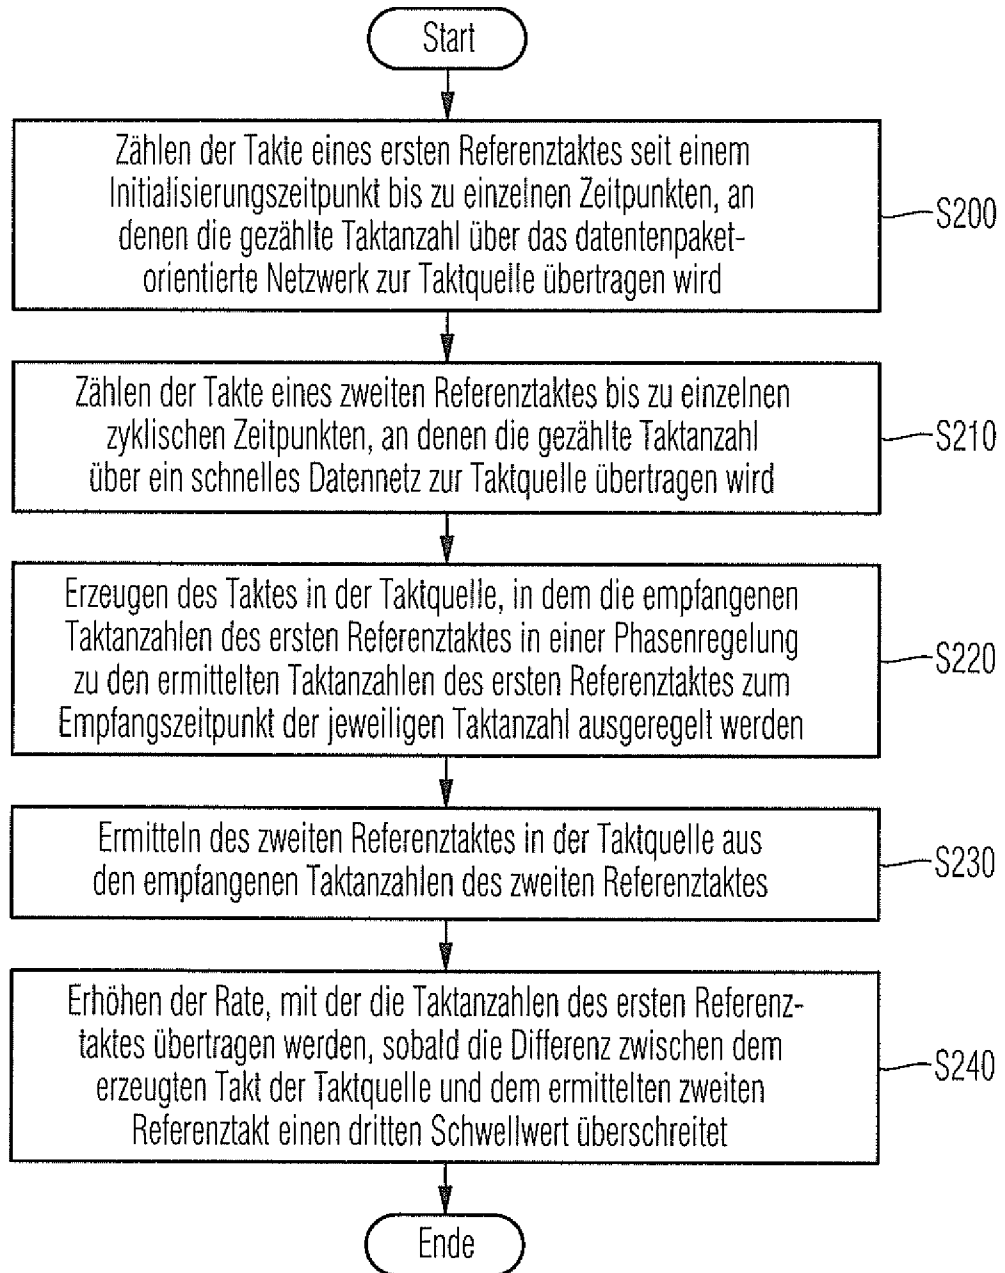 Start
Zählen der Takte eines ersten Referenztaktes seit einem
Initialisierungszeitpunkt bis zu einzelnen Zeitpunkten, an
denen die gezählte Taktanzahl über das datentenpaket-
orientierte Netzwerk zur Taktquelle übertragen wird
S200
Zählen der Takte eines zweiten Referenztaktes bis zu einzelnen
zyklischen Zeitpunkten, an denen die gezählte Taktanzahl
über ein schnelles Datennetz zur Taktquelle übertragen wird
S210
Erzeugen des Taktes in der Taktquelle, in dem die empfangenen
Taktanzahlen des ersten Referenztaktes in einer Phasenregelung
zu den ermittelten Taktanzahlen des ersten Referenztaktes zum
Empfangszeitpunkt der jeweiligen Taktanzahl ausgeregelt werden
S220
Ermitteln des zweiten Referenztaktes in der Taktquelle aus
den empfangenen Taktanzahlen des zweiten Referenztaktes
S230
Erhöhen der Rate, mit der die Taktanzahlen des ersten Referenz-
taktes übertragen werden, sobald die Differenz zwischen dem
erzeugten Takt der Taktquelle und dem ermittelten zweiten
Referenztakt einen dritten Schwellwert überschreitet
S240
Ende